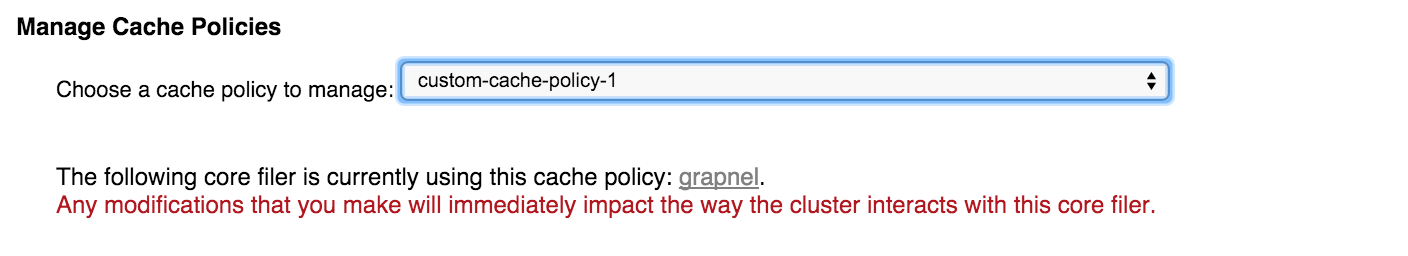 Manage Cache Policies
Choose a cache policy to manage: custom-cache-policy-1
The following core filer is currently using this cache policy: grapnel.
Any modifications that you make will immediately impact the way the cluster interacts with this core filer.